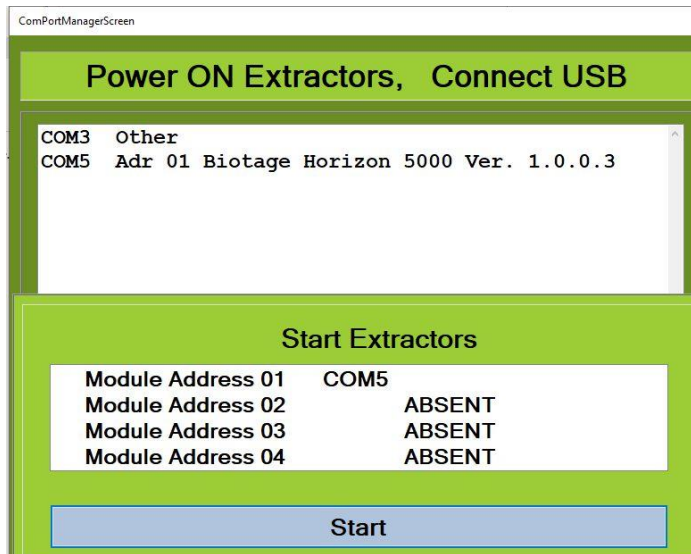 ComPortManagerScreen
Power ON Extractors, Connect USB
COM3 Other
COM5 Adr 01 Biotage Horizon 5000 Ver. 1.0.0.3
Start Extractors
Module Address 01 COM5
Module Address 02 ABSENT
Module Address 03 ABSENT
Module Address 04 ABSENT
Start